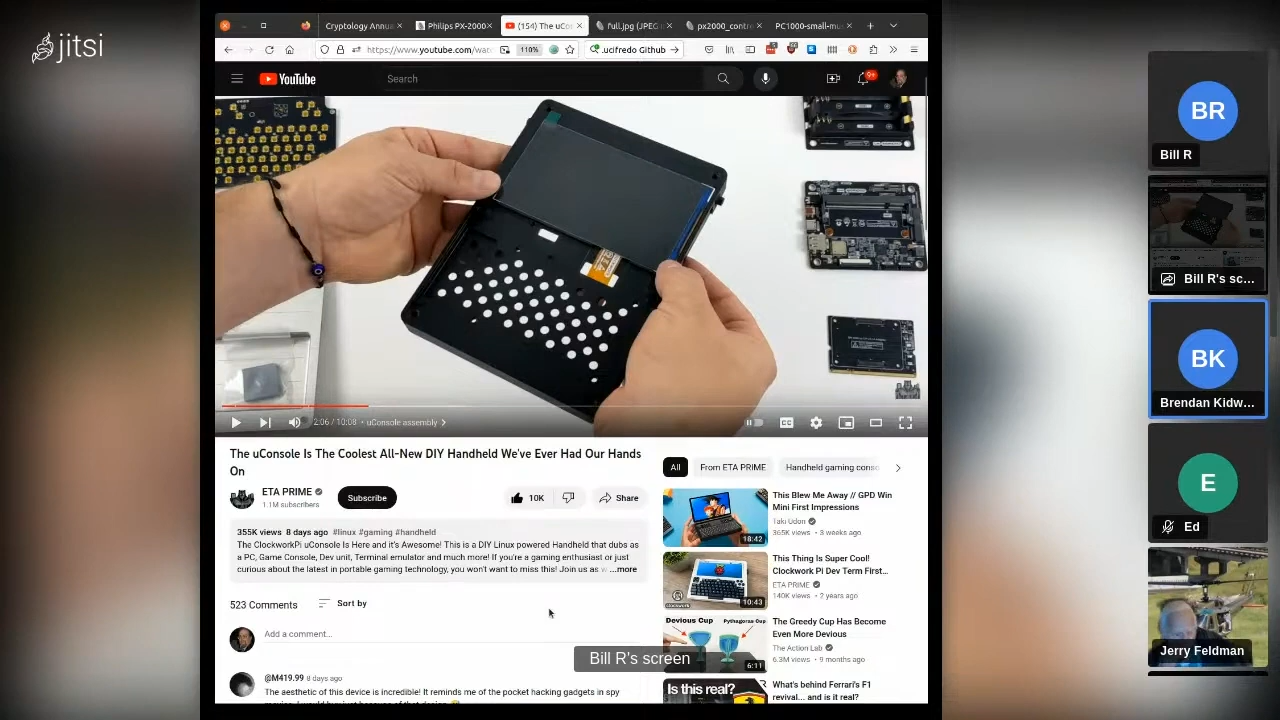 jitsi
Cryptology Annua
Philips PX-2000
(154) The uCon
full.jpg (JPEG I
px2000_contre
PC1000-small-mu
https://www.youtube.com/wat
110%
.ucifredo Github
YouTube
Search
9+
2:06 / 10:08 • uConsole assembly
CC
The uConsole Is The Coolest All-New DIY Handheld We've Ever Had Our Hands
On
ETA PRIME
1.1M subscribers
Subscribe
10K
Share
355K views 8 days ago #linux #gaming #handheld
The ClockworkPi uConsole Is Here and it's Awesome! This is a DIY Linux powered Handheld that dubs as
a PC, Game Console, Dev unit, Terminal emulator and much more! If you're a gaming enthusiast or just
curious about the latest in portable gaming technology, you won't want to miss this! Join us as w ...more
523 Comments
Sort by
Add a comment...
@M419.99 8 days ago
The aesthetic of this device is incredible! It reminds me of the pocket hacking gadgets in spy
All
From ETA PRIME
Handheld gaming conso
This Blew Me Away // GPD Win
Mini First Impressions
Taki Udon
365K views • 3 weeks ago
18:42
This Thing Is Super Cool!
Clockwork Pi Dev Term First...
ETA PRIME
140K views • 2 years ago
10:43
Devious Cup
Pythagoras Cup
The Greedy Cup Has Become
Even More Devious
The Action Lab
6.3M views • 9 months ago
6:11
Is this real?
What's behind Ferrari's F1
revival... and is it real?
Bill R's screen
BR
Bill R
Bill R's sc...
BK
Brendan Kidw...
E
Ed
Jerry Feldman